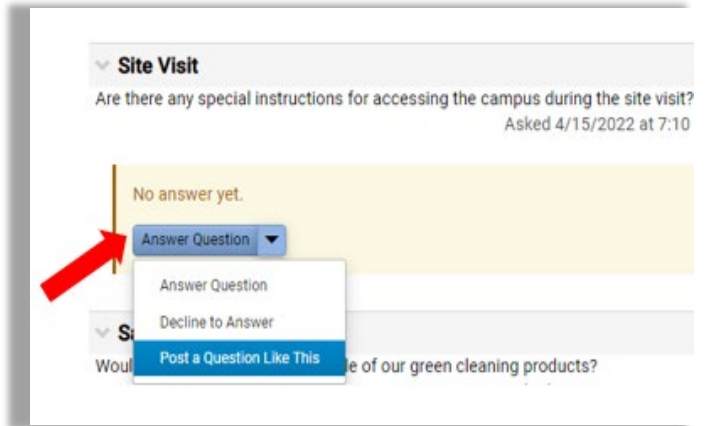 Site Visit
Are there any special instructions for accessing the campus during the site visit?
Asked 4/15/2022 at 7:10
No answer yet.
Answer Question
Answer Question
Decline to Answer
Post a Question Like This
of our green cleaning products?